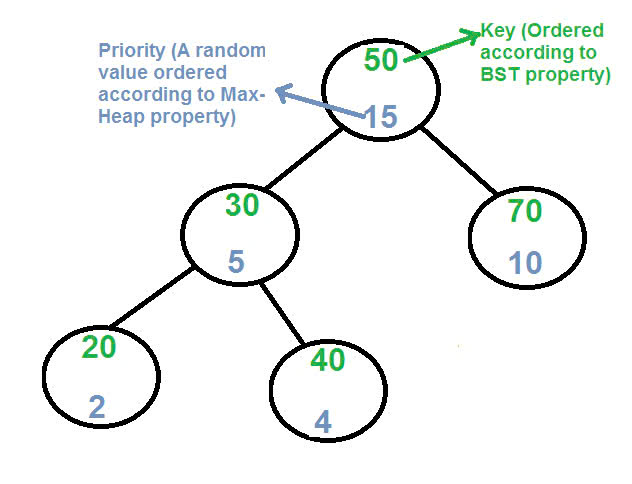 Key (Ordered
according to
BST property)
Priority (A random
value ordered
according to Max-
Heap property)
50
15
30
5
70
10
20
2
40
4